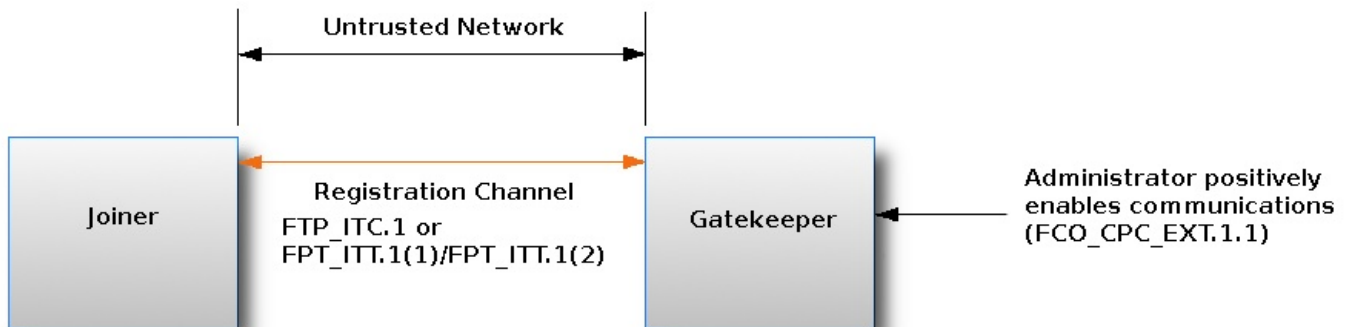 Untrusted Network
Registration Channel
FTP_ITC.1 or
FPT_ITT.1(1)/FPT_ITT.1(2)
Joiner
Gatekeeper
Administrator positively
enables communications
(FCO_CPC_EXT.1.1)